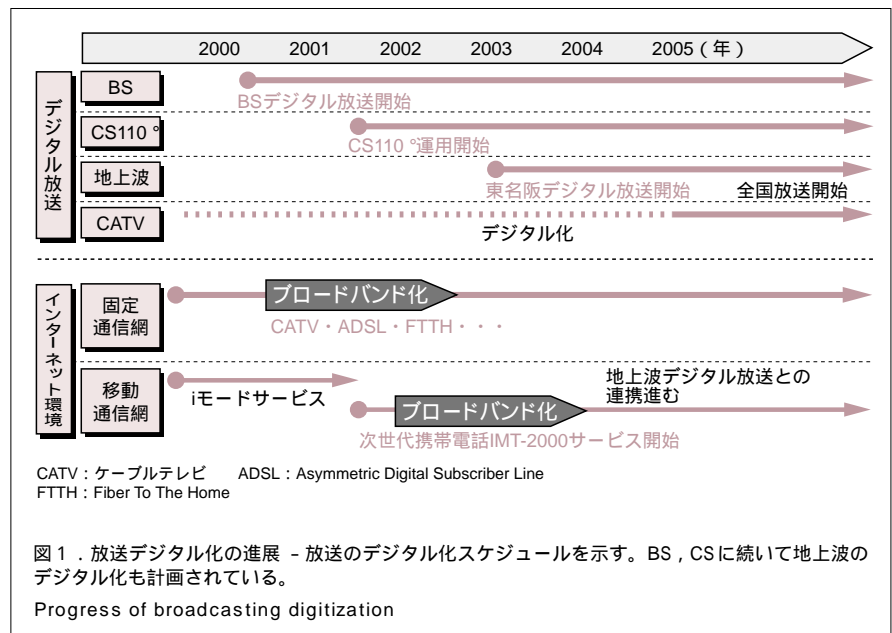 2000 2001 2002 2003 2004 2005（年）
デジタル放送
BS
BSデジタル放送開始
CS110°
CS110°運用開始
地上波
東名阪デジタル放送開始
全国放送開始
CATV
デジタル化
インターネット環境
固定
通信網
ブロードバンド化
CATV・ADSL・FTTH・・・
移動
通信網
iモードサービス
地上波デジタル放送との
連携進む
ブロードバンド化
次世代携帯電話IMT-2000サービス開始
CATV：ケーブルテレビ　ADSL：Asymmetric Digital Subscriber Line
FTTH：Fiber To The Home
図1．放送デジタル化の進展 － 放送のデジタル化スケジュールを示す。BS，CSに続いて地上波の
デジタル化も計画されている。
Progress of broadcasting digitization